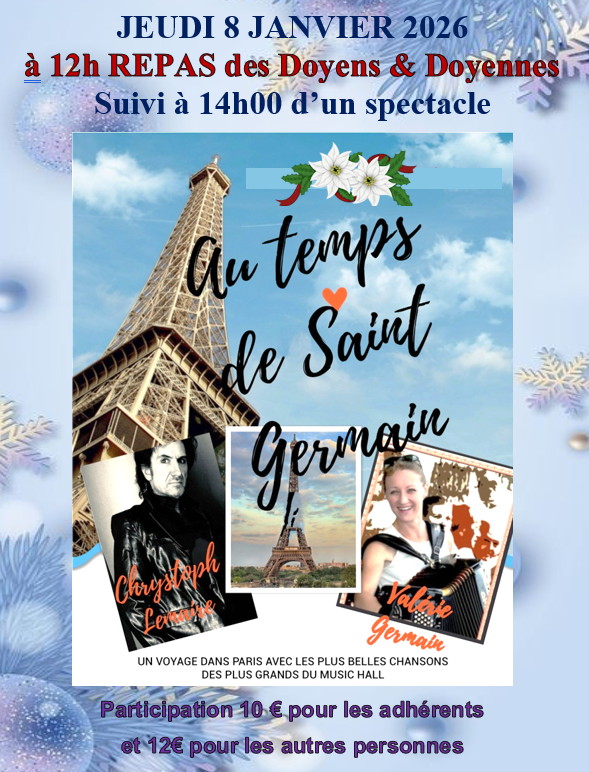 JEUDI 8 JANVIER 2026
à 12h REPAS des Doyens & Doyennes
Suivi à 14h00 d’un spectacle
Au temps
de Saint
Germain
Chrystoph
Lemaire
Valérie
Germain
UN VOYAGE DANS PARIS AVEC LES PLUS BELLES CHANSONS
DES PLUS GRANDS DU MUSIC HALL
Participation 10 € pour les adhérents
et 12€ pour les autres personnes